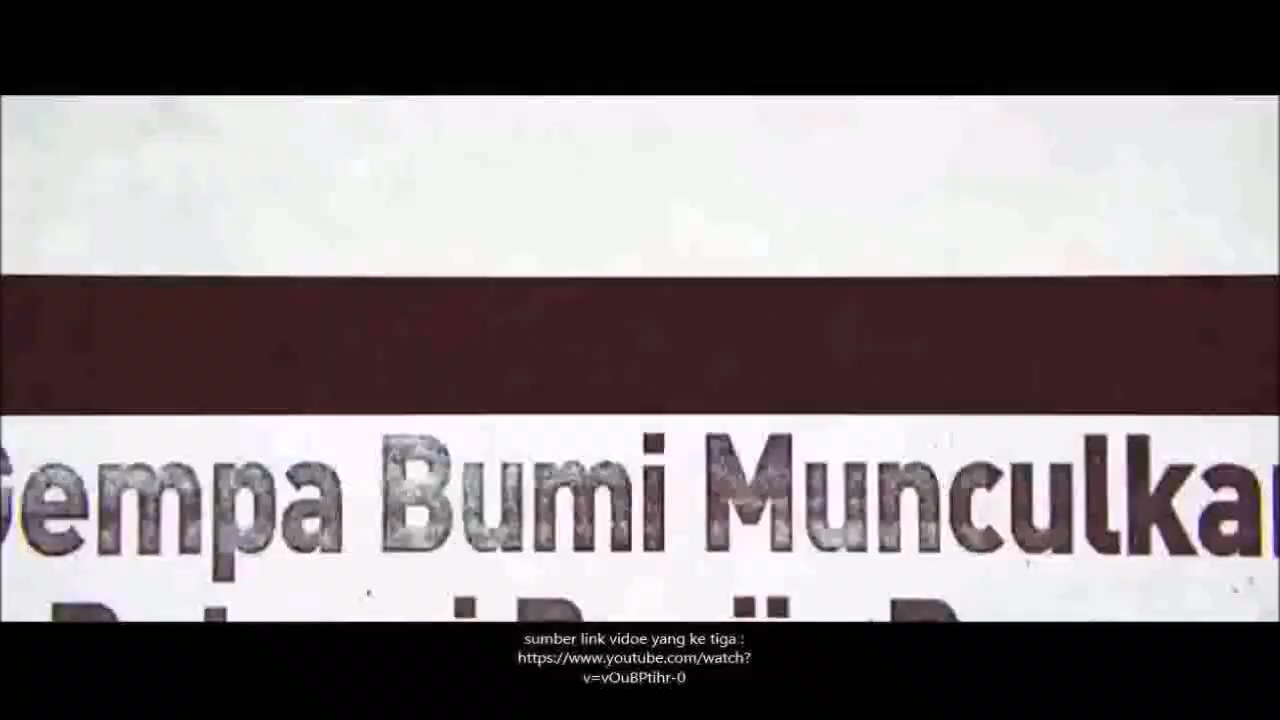 Gempa Bumi Munculkan
sumber link vidoe yang ke tiga :
https://www.youtube.com/watch?
v=vOuBPtihr-0